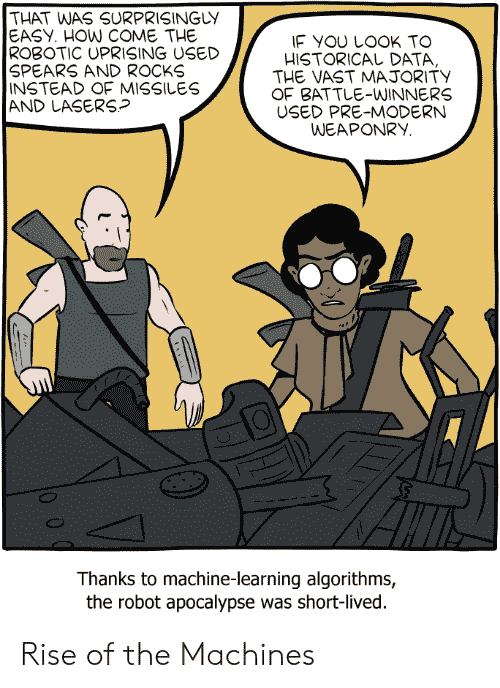 THAT WAS SURPRISINGLY
EASY. HOW COME THE
ROBOTIC UPRISING USED
SPEARS AND ROCKS
INSTEAD OF MISSILES
AND LASERS?
IF YOU LOOK TO
HISTORICAL DATA,
THE VAST MAJORITY
OF BATTLE-WINNERS
USED PRE-MODERN
WEAPONRY.
Thanks to machine-learning algorithms,
the robot apocalypse was short-lived.
Rise of the Machines